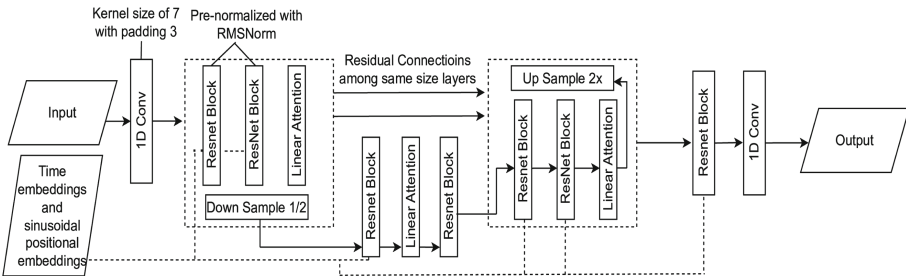 Kernel size of 7
with padding 3
Pre-normalized with
RMSNorm
Input
1D Conv
Resnet Block
ResNet Block
Linear Attention
Down Sample 1/2
Time
embeddings
and
sinusoidal
positional
embeddings
Residual Connectioins
among same size layers
Resnet Block
Linear Attention
Resnet Block
Up Sample 2x
Resnet Block
ResNet Block
Linear Attention
Resnet Block
1D Conv
Output